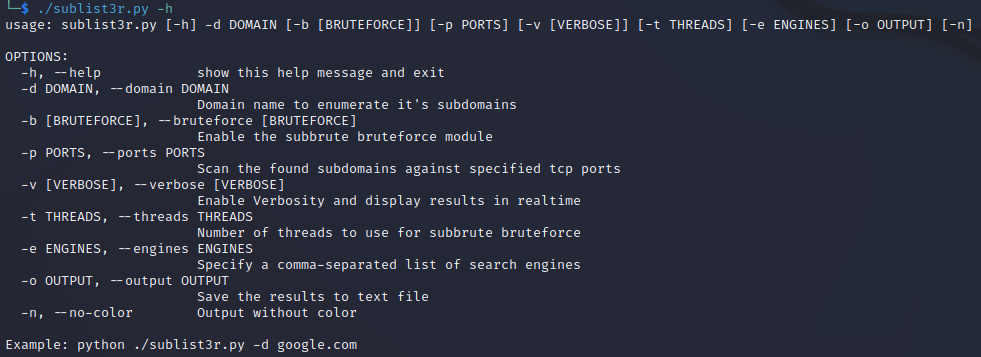 └─$ ./sublist3r.py -h
usage: sublist3r.py [-h] -d DOMAIN [-b [BRUTEFORCE]] [-p PORTS] [-v [VERBOSE]] [-t THREADS] [-e ENGINES] [-o OUTPUT] [-n]
OPTIONS:
-h, --help show this help message and exit
-d DOMAIN, --domain DOMAIN
Domain name to enumerate it's subdomains
-b [BRUTEFORCE], --bruteforce [BRUTEFORCE]
Enable the subbrute bruteforce module
-p PORTS, --ports PORTS
Scan the found subdomains against specified tcp ports
-v [VERBOSE], --verbose [VERBOSE]
Enable Verbosity and display results in realtime
-t THREADS, --threads THREADS
Number of threads to use for subbrute bruteforce
-e ENGINES, --engines ENGINES
Specify a comma-separated list of search engines
-o OUTPUT, --output OUTPUT
Save the results to text file
-n, --no-color Output without color
Example: python ./sublist3r.py -d google.com